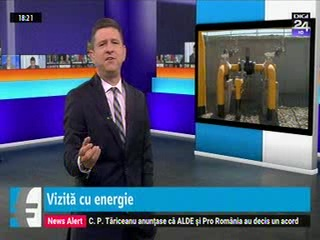 18:21
DIGI
24
HD
Vizită cu energie
News Alert C. P. Tăriceanu anunțase că ALDE și Pro România au decis un acord